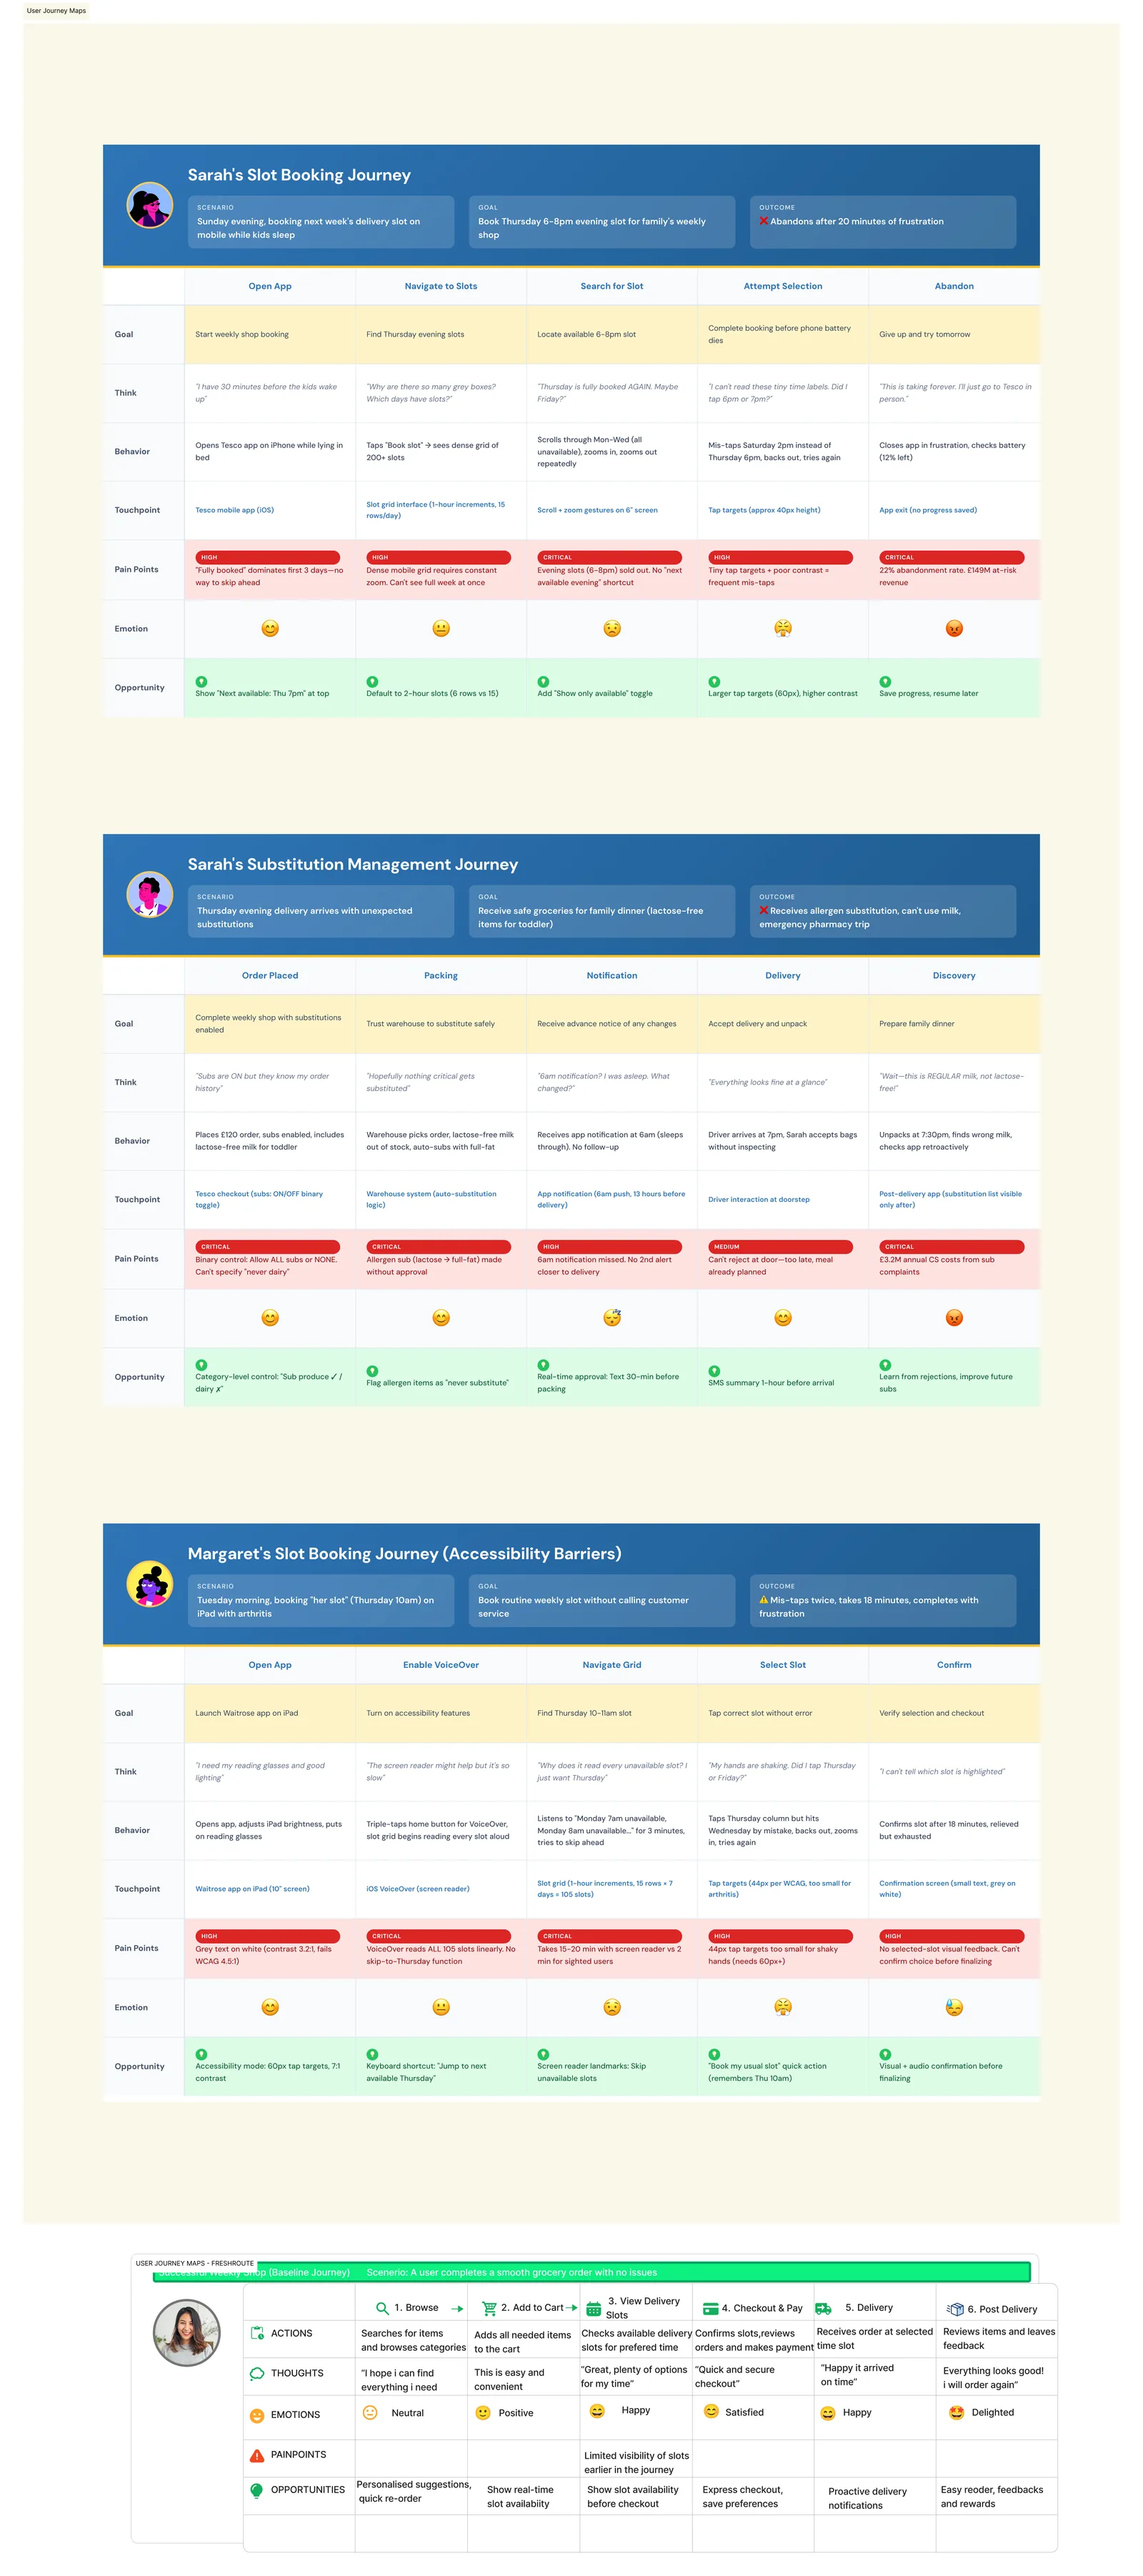 User Journey Maps
Sarah's Slot Booking Journey
SCENARIO
Sunday evening, booking next week's delivery slot on
mobile while kids sleep
GOAL
Book Thursday 6-8pm evening slot for family's weekly
shop
OUTCOME
❌ Abandons after 20 minutes of frustration
Open App
Navigate to Slots
Search for Slot
Attempt Selection
Abandon
Goal
Start weekly shop booking
Find Thursday evening slots
Locate available 6-8pm slot
Complete booking before phone battery
dies
Give up and try tomorrow
Think
"I have 30 minutes before the kids wake
up"
"Why are there so many grey boxes?
Which days have slots?"
"Thursday is fully booked AGAIN. Maybe
Friday?"
"I can't read these tiny time labels. Did I
tap 6pm or 7pm?"
"This is taking forever. I'll just go to Tesco in
person."
Behavior
Opens Tesco app on iPhone while lying in
bed
Taps "Book slot" → sees dense grid of
200+ slots
Scrolls through Mon-Wed (all
unavailable), zooms in, zooms out
repeatedly
Mis-taps Saturday 2pm instead of
Thursday 6pm, backs out, tries again
Closes app in frustration, checks battery
(12% left)
Touchpoint
Tesco mobile app (iOS)
Slot grid interface (1-hour increments, 15
rows/day)
Scroll + zoom gestures on 6" screen
Tap targets (approx 40px height)
App exit (no progress saved)
Pain Points
HIGH
"Fully booked" dominates first 3 days—no
way to skip ahead
HIGH
Dense mobile grid requires constant
zoom. Can't see full week at once
CRITICAL
Evening slots (6-8pm) sold out. No "next
available evening" shortcut
HIGH
Tiny tap targets + poor contrast =
frequent mis-taps
CRITICAL
22% abandonment rate. £149M at-risk
revenue
Emotion
Opportunity
Show "Next available: Thu 7pm" at top
Default to 2-hour slots (6 rows vs 15)
Add "Show only available" toggle
Larger tap targets (60px), higher contrast
Save progress, resume later
Sarah's Substitution Management Journey
SCENARIO
Thursday evening delivery arrives with unexpected
substitutions
GOAL
Receive safe groceries for family dinner (lactose-free
items for toddler)
OUTCOME
❌ Receives allergen substitution, can't use milk,
emergency pharmacy trip
Order Placed
Packing
Notification
Delivery
Discovery
Goal
Complete weekly shop with substitutions
enabled
Trust warehouse to substitute safely
Receive advance notice of any changes
Accept delivery and unpack
Prepare family dinner
Think
"Subs are ON but they know my order
history"
"Hopefully nothing critical gets
substituted"
"6am notification? I was asleep. What
changed?"
"Everything looks fine at a glance"
"Wait—this is REGULAR milk, not lactose-
free!"
Behavior
Places £120 order, subs enabled, includes
lactose-free milk for toddler
Warehouse picks order, lactose-free milk
out of stock, auto-subs with full-fat
Receives app notification at 6am (sleeps
through). No follow-up
Driver arrives at 7pm, Sarah accepts bags
without inspecting
Unpacks at 7:30pm, finds wrong milk,
checks app retroactively
Touchpoint
Tesco checkout (subs: ON/OFF binary
toggle)
Warehouse system (auto-substitution
logic)
App notification (6am push, 13 hours before
delivery)
Driver interaction at doorstep
Post-delivery app (substitution list visible
only after)
Pain Points
CRITICAL
Binary control: Allow ALL subs or NONE.
Can't specify "never dairy"
CRITICAL
Allergen sub (lactose → full-fat) made
without approval
HIGH
6am notification missed. No 2nd alert
closer to delivery
MEDIUM
Can't reject at door—too late, meal
already planned
CRITICAL
£3.2M annual CS costs from sub
complaints
Emotion
Opportunity
Category-level control: "Sub produce ✓ /
dairy ✗"
Flag allergen items as "never substitute"
Real-time approval: Text 30-min before
packing
SMS summary 1-hour before arrival
Learn from rejections, improve future
subs
Margaret's Slot Booking Journey (Accessibility Barriers)
SCENARIO
Tuesday morning, booking "her slot" (Thursday 10am) on
iPad with arthritis
GOAL
Book routine weekly slot without calling customer
service
OUTCOME
⚠ Mis-taps twice, takes 18 minutes, completes with
frustration
Open App
Enable VoiceOver
Navigate Grid
Select Slot
Confirm
Goal
Launch Waitrose app on iPad
Turn on accessibility features
Find Thursday 10-11am slot
Tap correct slot without error
Verify selection and checkout
Think
"I need my reading glasses and good
lighting"
"The screen reader might help but it's so
slow"
"Why does it read every unavailable slot? I
just want Thursday"
"My hands are shaking. Did I tap Thursday
or Friday?"
"I can't tell which slot is highlighted"
Behavior
Opens app, adjusts iPad brightness, puts
on reading glasses
Triple-taps home button for VoiceOver,
slot grid begins reading every slot aloud
Listens to "Monday 7am unavailable,
Monday 8am unavailable..." for 3 minutes,
tries to skip ahead
Taps Thursday column but hits
Wednesday by mistake, backs out, zooms
in, tries again
Confirms slot after 18 minutes, relieved
but exhausted
Touchpoint
Waitrose app on iPad (10" screen)
iOS VoiceOver (screen reader)
Slot grid (1-hour increments, 15 rows × 7
days = 105 slots)
Tap targets (44px per WCAG, too small for
arthritis)
Confirmation screen (small text, grey on
white)
Pain Points
HIGH
Grey text on white (contrast 3.2:1, fails
WCAG 4.5:1)
CRITICAL
VoiceOver reads ALL 105 slots linearly. No
skip-to-Thursday function
CRITICAL
Takes 15-20 min with screen reader vs 2
min for sighted users
HIGH
44px tap targets too small for shaky
hands (needs 60px+)
HIGH
No selected-slot visual feedback. Can't
confirm choice before finalizing
Emotion
Opportunity
Accessibility mode: 60px tap targets, 7:1
contrast
Keyboard shortcut: "Jump to next
available Thursday"
Screen reader landmarks: Skip
unavailable slots
"Book my usual slot" quick action
(remembers Thu 10am)
Visual + audio confirmation before
finalizing
USER JOURNEY MAPS - FRESHROUTE
Successful Weekly Shop (Baseline Journey) Scenerio: A user completes a smooth grocery order with no issues
1. Browse
2. Add to Cart
3. View Delivery
Slots
4. Checkout & Pay
5. Delivery
6. Post Delivery
ACTIONS
Searches for items
and browses categories
Adds all needed items
to the cart
Checks available delivery
slots for prefered time
Confirms slots,reviews
orders and makes payment
Receives order at selected
time slot
Reviews items and leaves
feedback
THOUGHTS
"I hope i can find
everything i need
This is easy and
convenient
"Great, plenty of options
for my time"
"Quick and secure
checkout"
"Happy it arrived
on time"
Everything looks good!
i will order again"
EMOTIONS
Neutral
Positive
Happy
Satisfied
Happy
Delighted
PAINPOINTS
Limited visibility of slots
earlier in the journey
OPPORTUNITIES
Personalised suggestions,
quick re-order
Show real-time
slot availabiity
Show slot availability
before checkout
Express checkout,
save preferences
Proactive delivery
notifications
Easy reoder, feedbacks
and rewards